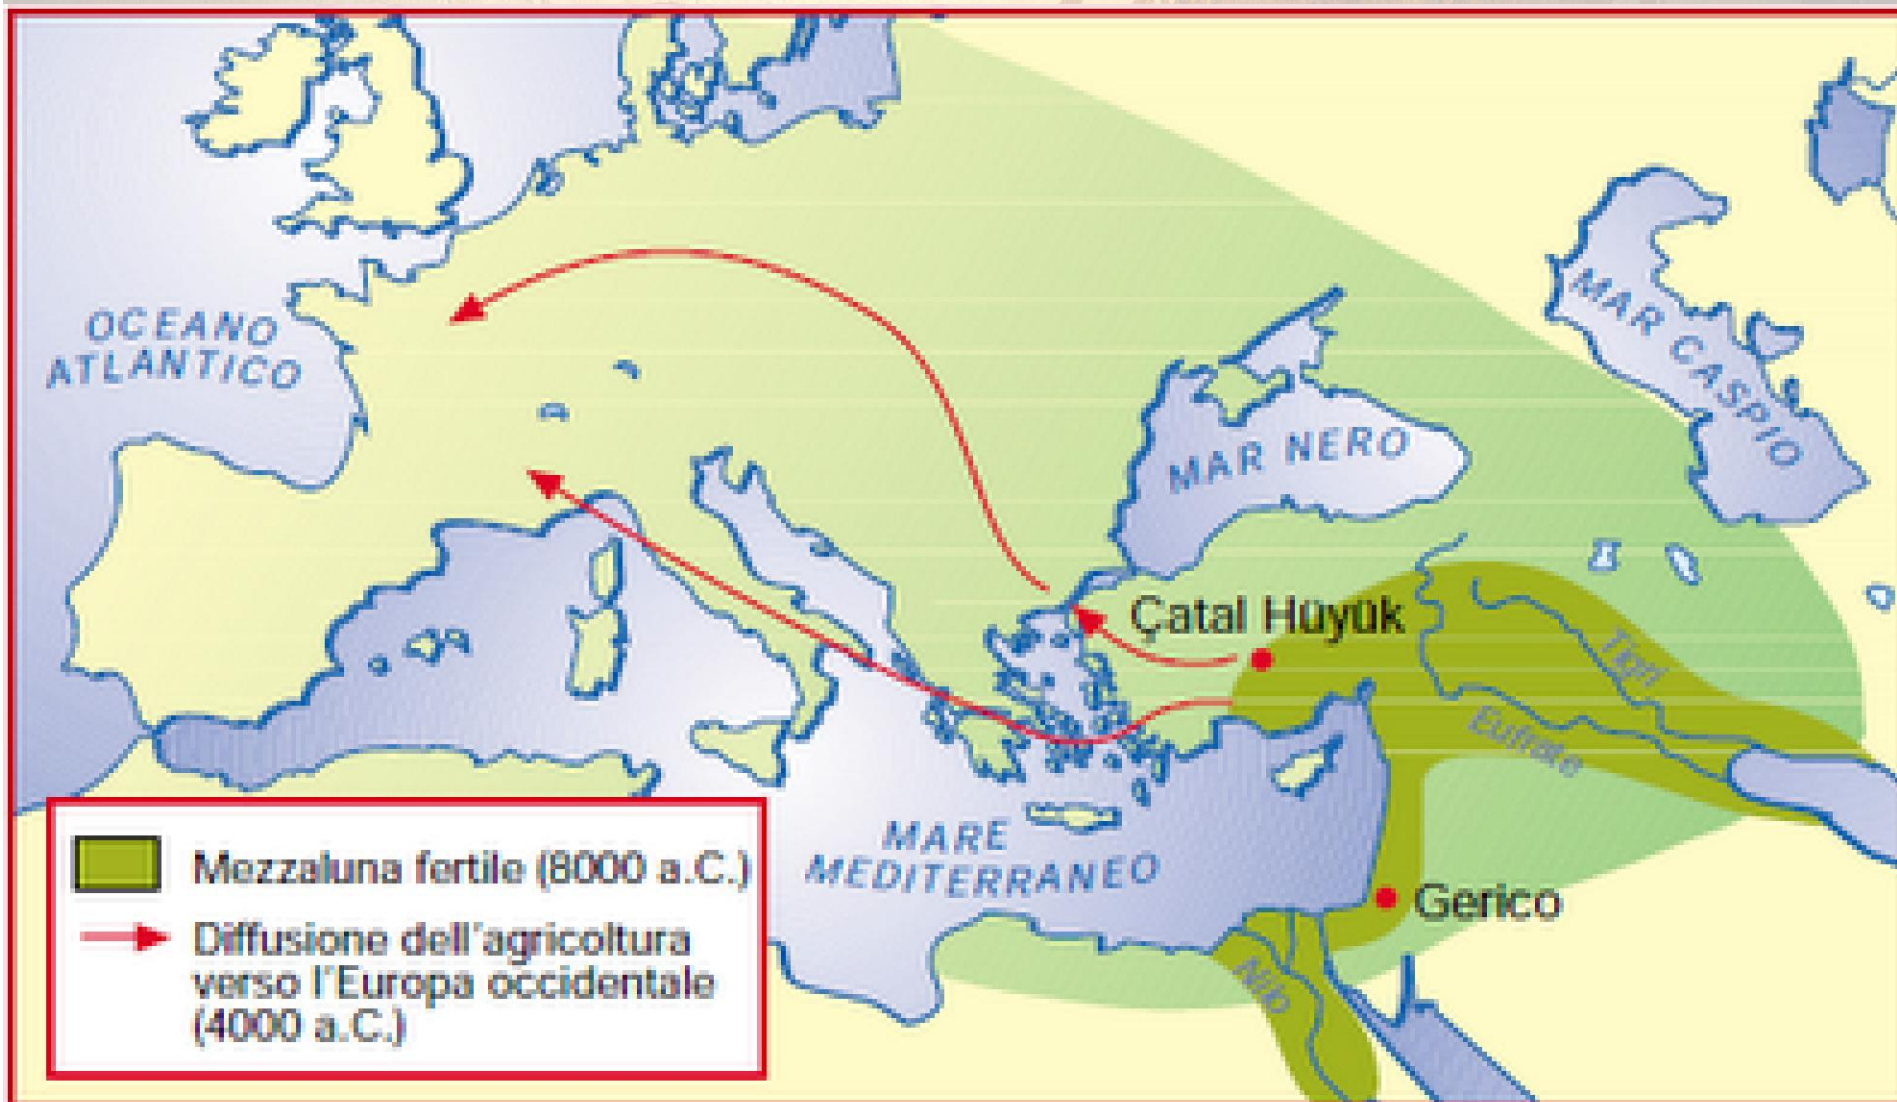 OCEANO
ATLANTICO
MAR CASPIO
MAR NERO
Çatal Hüyük
Tigri
Eufrate
MARE
MEDITERRANEO
Gerico
Nilo
Mezzaluna fertile (8000 a.C.)
Diffusione dell'agricoltura
verso l'Europa occidentale
(4000 a.C.)